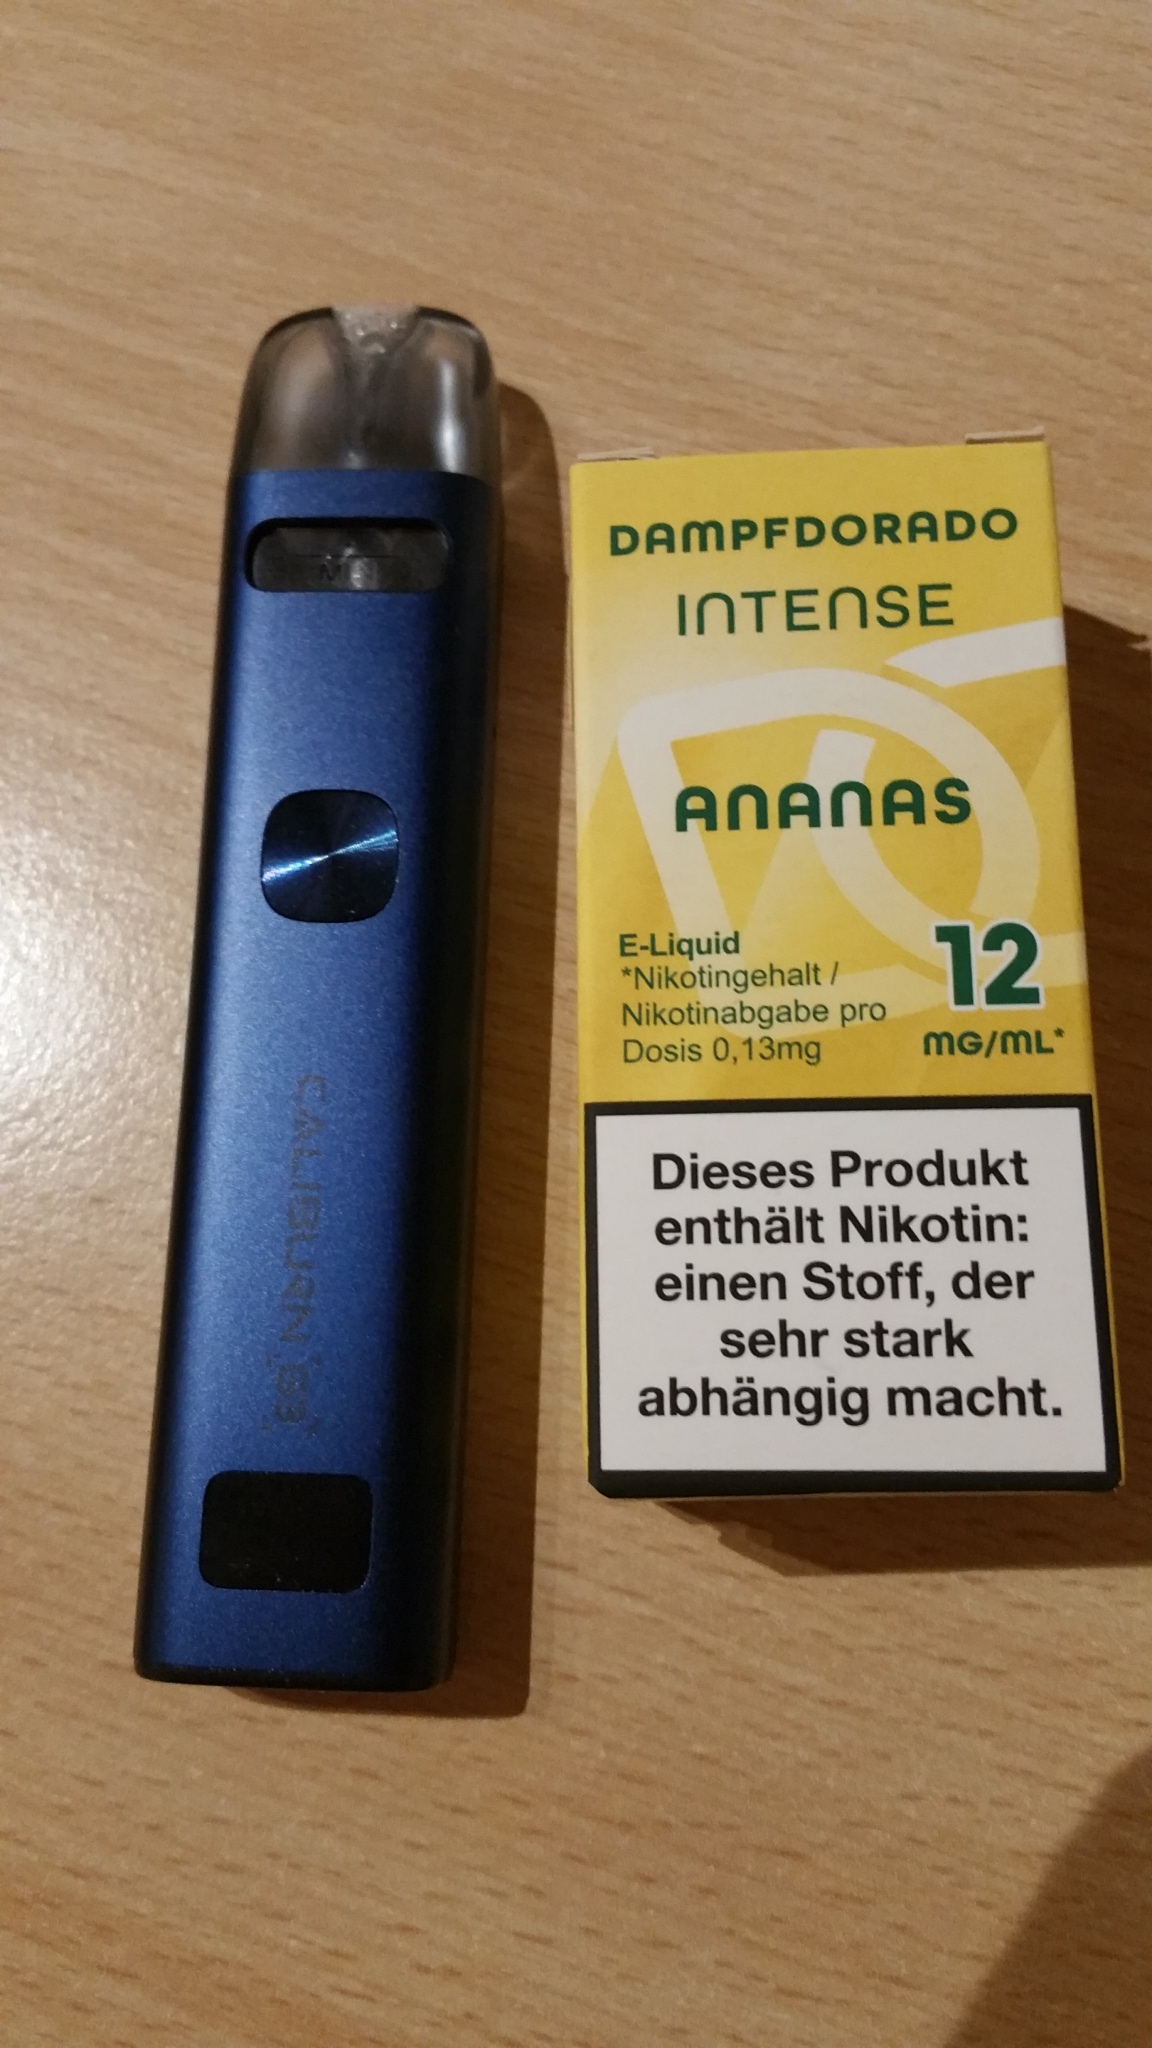 CALIBURN G3
DAMPFDORADO
INTENSE
ANANAS
E-Liquid
*Nikotingehalt /
Nikotinabgabe pro
Dosis 0,13mg
12
MG/ML*
Dieses Produkt
enthält Nikotin:
einen Stoff, der
sehr stark
abhängig macht.